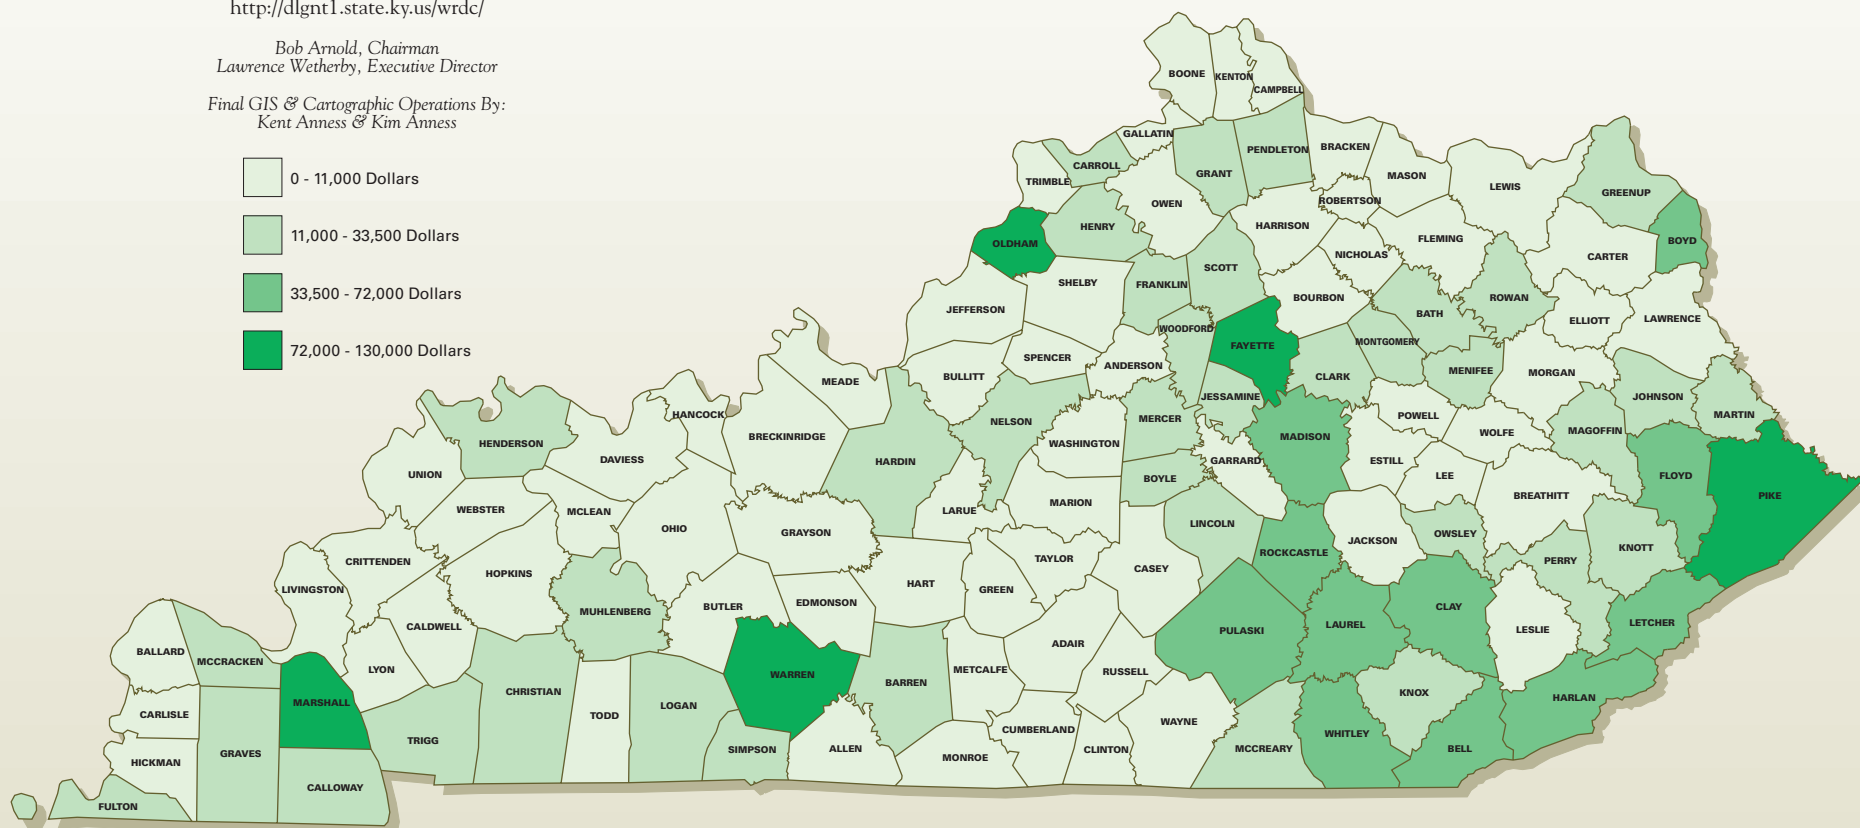 http://dlgnt1.state.ky.us/wrdc/
Bob Arnold, Chairman
Lawrence Wetherby, Executive Director
Final GIS & Cartographic Operations By:
Kent Anness & Kim Anness
0 - 11,000 Dollars
11,000 - 33,500 Dollars
33,500 - 72,000 Dollars
72,000 - 130,000 Dollars
BOONE
KENTON
CAMPBELL
GALLATIN
CARROLL
TRIMBLE
GRANT
PENDLETON
BRACKEN
MASON
LEWIS
GREENUP
ROBERTSON
OWEN
HENRY
HARRISON
OLDHAM
FLEMING
BOYD
NICHOLAS
CARTER
SCOTT
SHELBY
FRANKLIN
BOURBON
ROWAN
JEFFERSON
BATH
ELLIOTT
LAWRENCE
WOODFORD
FAYETTE
MONTGOMERY
SPENCER
ANDERSON
BULLITT
CLARK
MENIFEE
MORGAN
MEADE
JESSAMINE
JOHNSON
HANCOCK
NELSON
MERCER
POWELL
MARTIN
BRECKINRIDGE
WASHINGTON
MADISON
WOLFE
MAGOFFIN
HENDERSON
DAVIESS
HARDIN
GARRARD
ESTILL
UNION
BOYLE
LEE
FLOYD
BREATHITT
PIKE
WEBSTER
MCLEAN
LARUE
MARION
OHIO
GRAYSON
LINCOLN
JACKSON
OWSLEY
ROCKCASTLE
KNOTT
CRITTENDEN
TAYLOR
PERRY
CASEY
HOPKINS
HART
GREEN
LIVINGSTON
MUHLENBERG
BUTLER
EDMONSON
CLAY
CALDWELL
PULASKI
LAUREL
LESLIE
LETCHER
BALLARD
MCCRACKEN
LYON
ADAIR
METCALFE
RUSSELL
WARREN
BARREN
CHRISTIAN
KNOX
HARLAN
MARSHALL
CARLISLE
TODD
LOGAN
WAYNE
CUMBERLAND
WHITLEY
TRIGG
GRAVES
SIMPSON
ALLEN
CLINTON
MCCREARY
BELL
MONROE
HICKMAN
CALLOWAY
FULTON